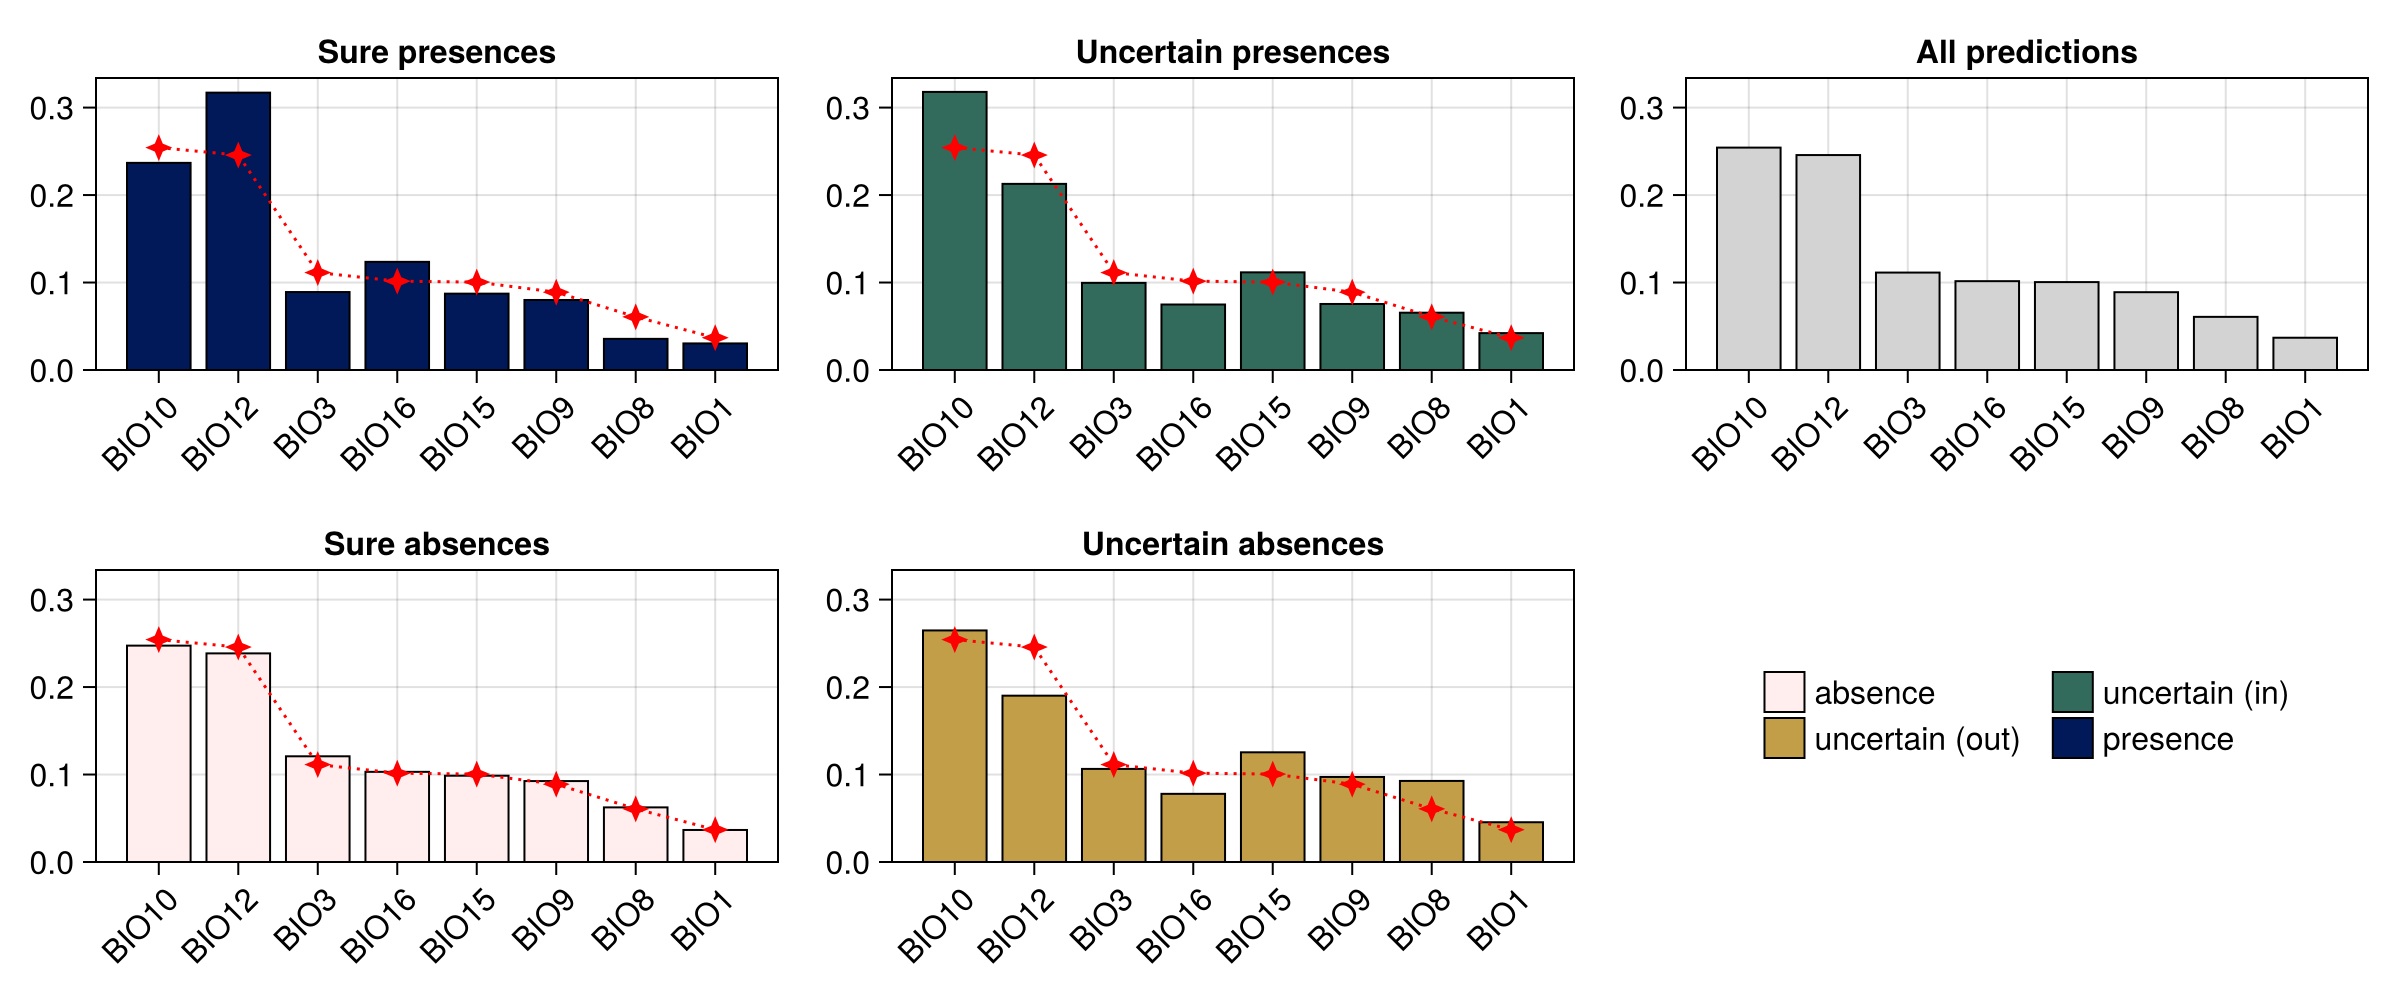 Sure presences
0.3
0.2
0.1
0.0
BIO10 BIO12 BIO3 BIO16 BIO15 BIO9 BIO8 BIO1
Uncertain presences
0.3
0.2
0.1
0.0
BIO10 BIO12 BIO3 BIO16 BIO15 BIO9 BIO8 BIO1
All predictions
0.3
0.2
0.1
0.0
BIO10 BIO12 BIO3 BIO16 BIO15 BIO9 BIO8 BIO1
Sure absences
0.3
0.2
0.1
0.0
BIO10 BIO12 BIO3 BIO16 BIO15 BIO9 BIO8 BIO1
Uncertain absences
0.3
0.2
0.1
0.0
BIO10 BIO12 BIO3 BIO16 BIO15 BIO9 BIO8 BIO1
absence uncertain (in)
uncertain (out) presence